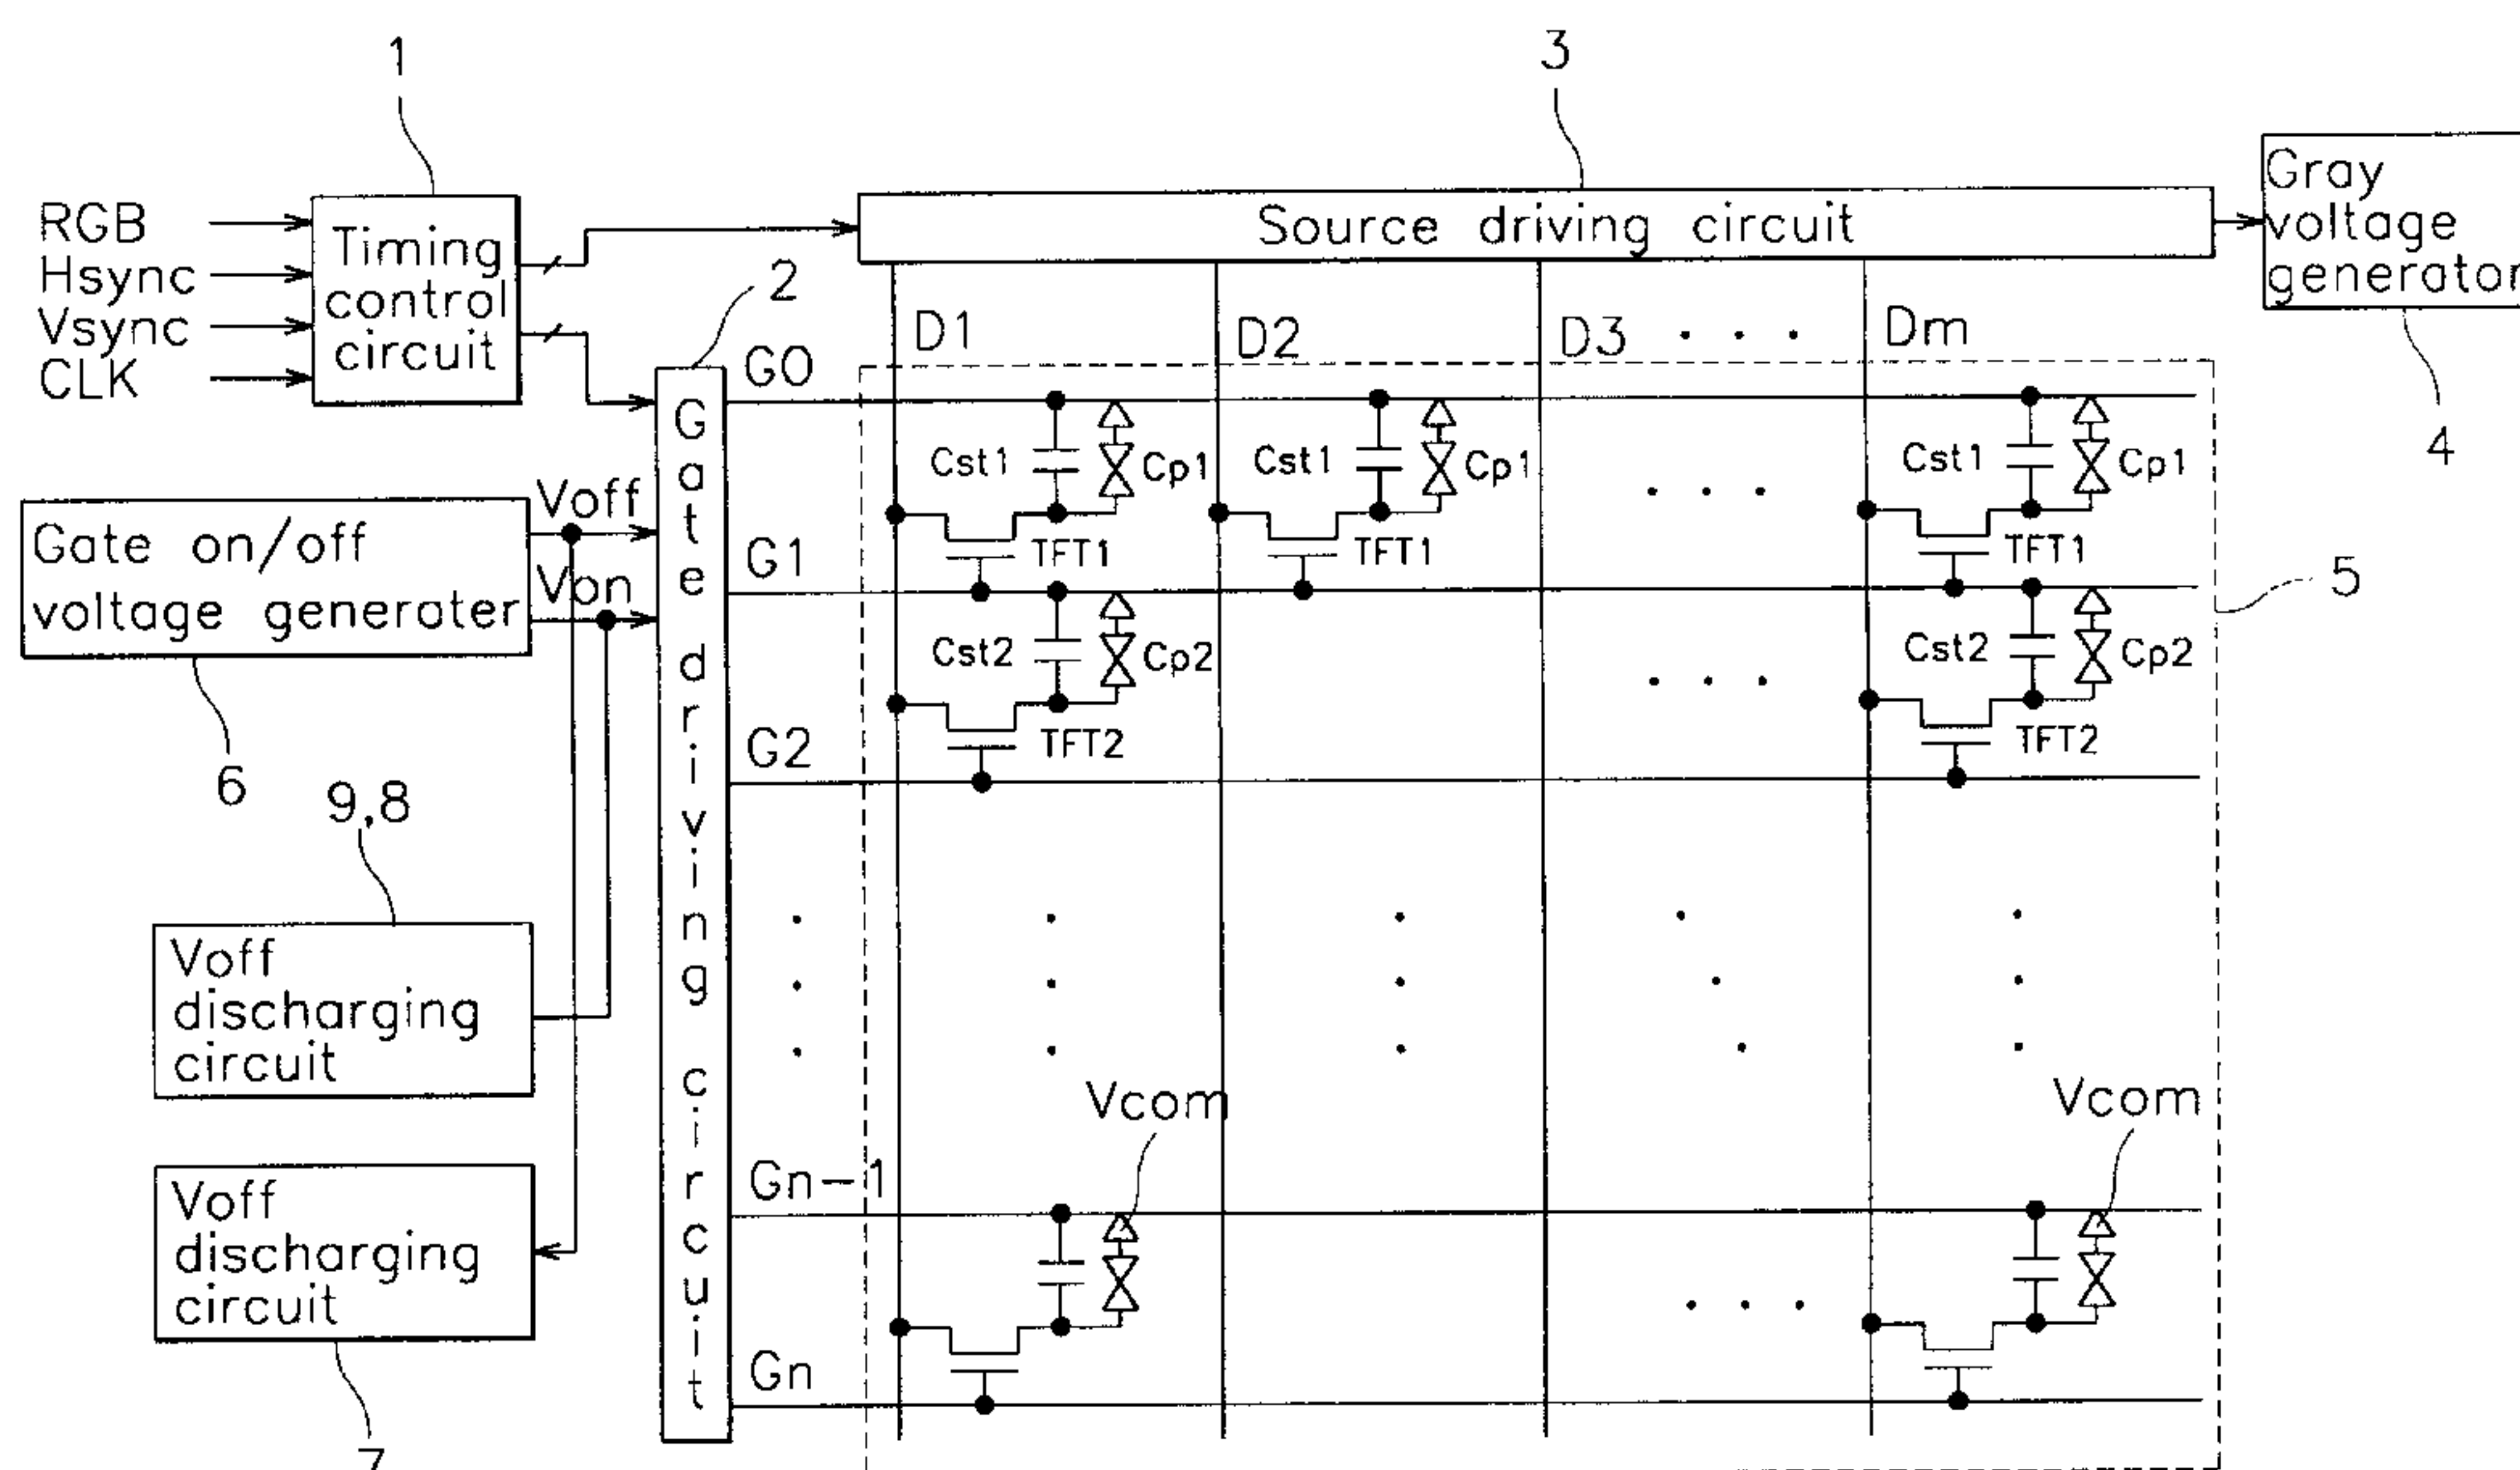 1
3
RGB
Hsync
Vsync
CLK
Timing
control
circuit
Source driving circuit
Gray
voltage
generator
4
2
D1
D2
D3
Dm
G0
Gate driving circuit
Cst1
Cp1
Cst1
Cp1
Cst1
Cp1
TFT1
TFT1
TFT1
G1
5
Gate on/off
voltage generater
Voff
Von
6
Cst2
Cp2
Cst2
Cp2
TFT2
TFT2
G2
9,8
Voff
discharging
circuit
Vcom
Vcom
Voff
discharging
circuit
7
Gn-1
Gn